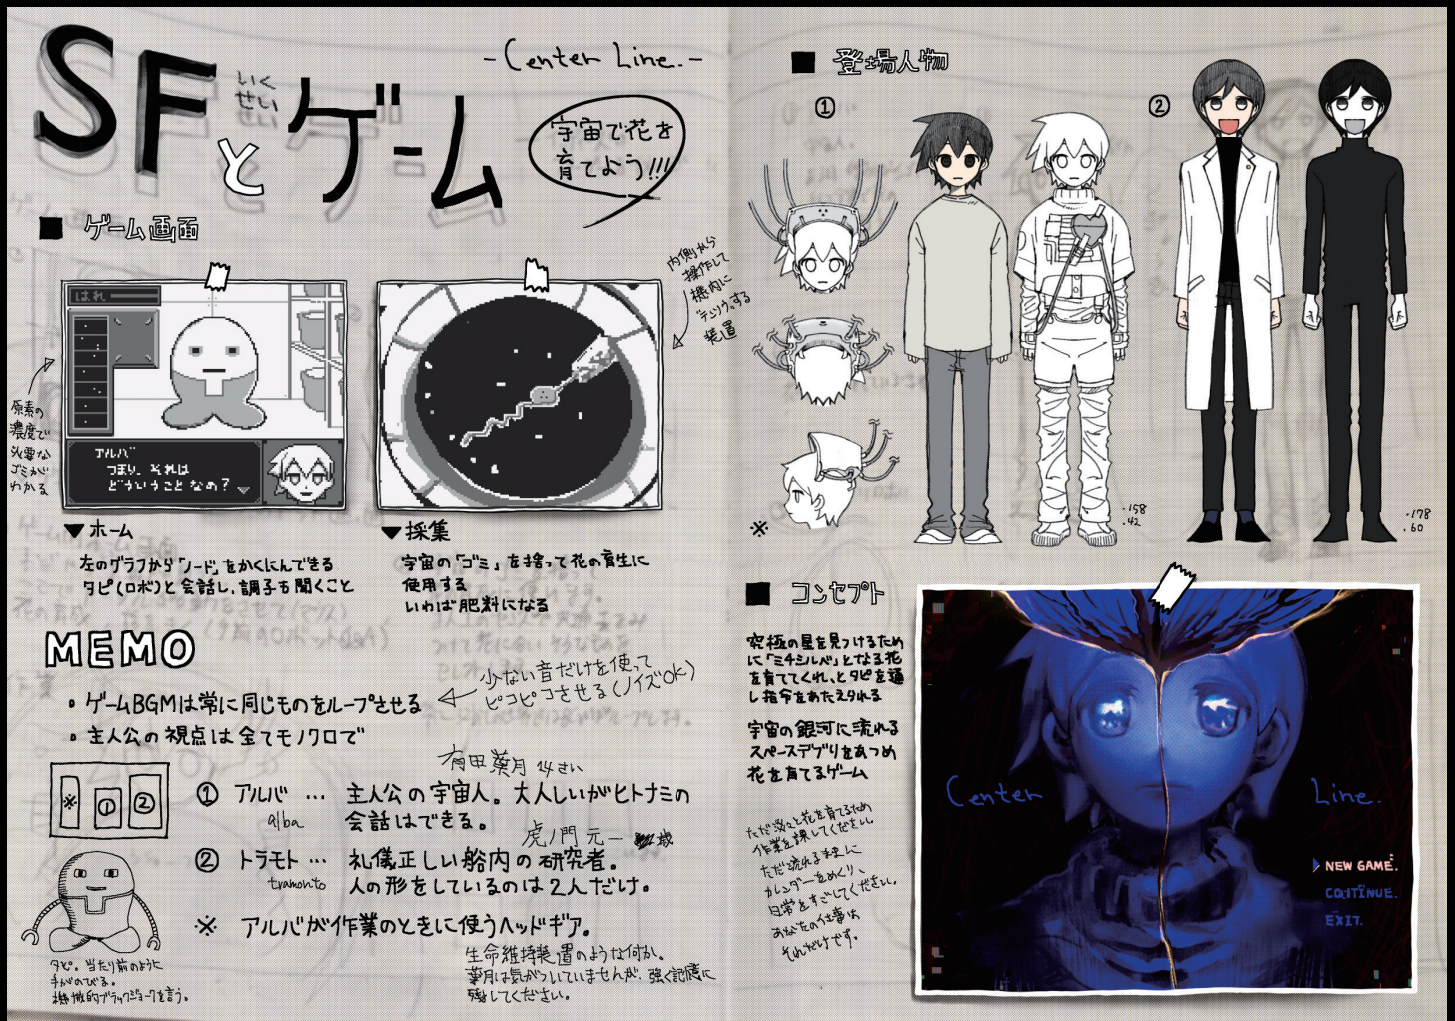 SFと
いく
せい
せい
ゲーム
-Center Line.-
宇宙で花を
育てよう!!!
■ ゲーム画面
はれ
アルバ
つまり、それは
どういうこと なの?
原素の
濃度で
必要な
ゴミが
わかる
内側から
操作して
機内に
する
装置
▼ホーム
左のグラフから「ノード」をかくにんできる
タピ(ロボ)と会話し、調子も聞くこと
▼採集
宇宙の「ゴミ」を捨って花の育生に
使用する
いわば肥料になる
MEMO
・ゲームBGMは常に同じものをループさせる
少ない音だけを使って
ピコピコさせる(ノイズOK)
・主人公の視点は全てモノクロで
※ ① ②
有田葉月 14さい
① アルバ … 主人公の宇宙人。大人しいがヒトナミの
alba
会話はできる。
虎ノ門 元一 歳
② トラモト … 礼儀正しい船内の研究者。
tramonto
人の形をしているのは2人だけ。
※ アルバが作業のときに使うヘッドギア。
生命維持装置のような何か。
葉月は気がついていませんが、強く記憶に
残してください。
タピ。当たり前のように
手がのびる。
機械的ブラックジョークを言う。
■ 登場人物
①
②
※
・158
・42
・178
・60
■ コンセプト
究極の星を見つけるため
に「ミチシルベ」となる花
を育ててくれ、とタピを通
し指令をあたえられる
宇宙の銀河に流れる
スペースデブリをあつめ
花を育てるゲーム
ただ淡々と花を育てるため
作業を課してください。
ただ流れるままに
カレンダーをめくり、
日常をすごしてください。
あなたの仕事は
それだけです。
Center Line.
NEW GAME.
CONTINUE.
EXIT.